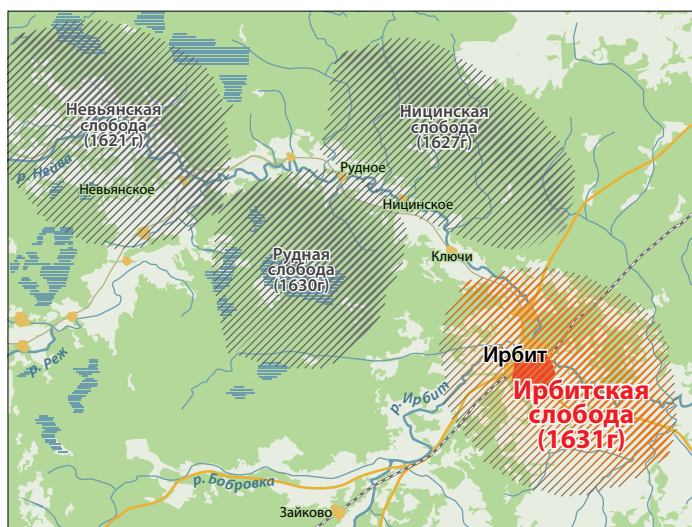 Невьянская
слобода
(1621 г)
Ницинская
слобода
(1627г)
р. Нейва
Невьянское
Рудное
Ницинское
Рудная
слобода
(1630г)
Ключи
р. Реж
Ирбит
Ирбитская
слобода
(1631г)
р. Ирбит
р. Бобровка
Зайково